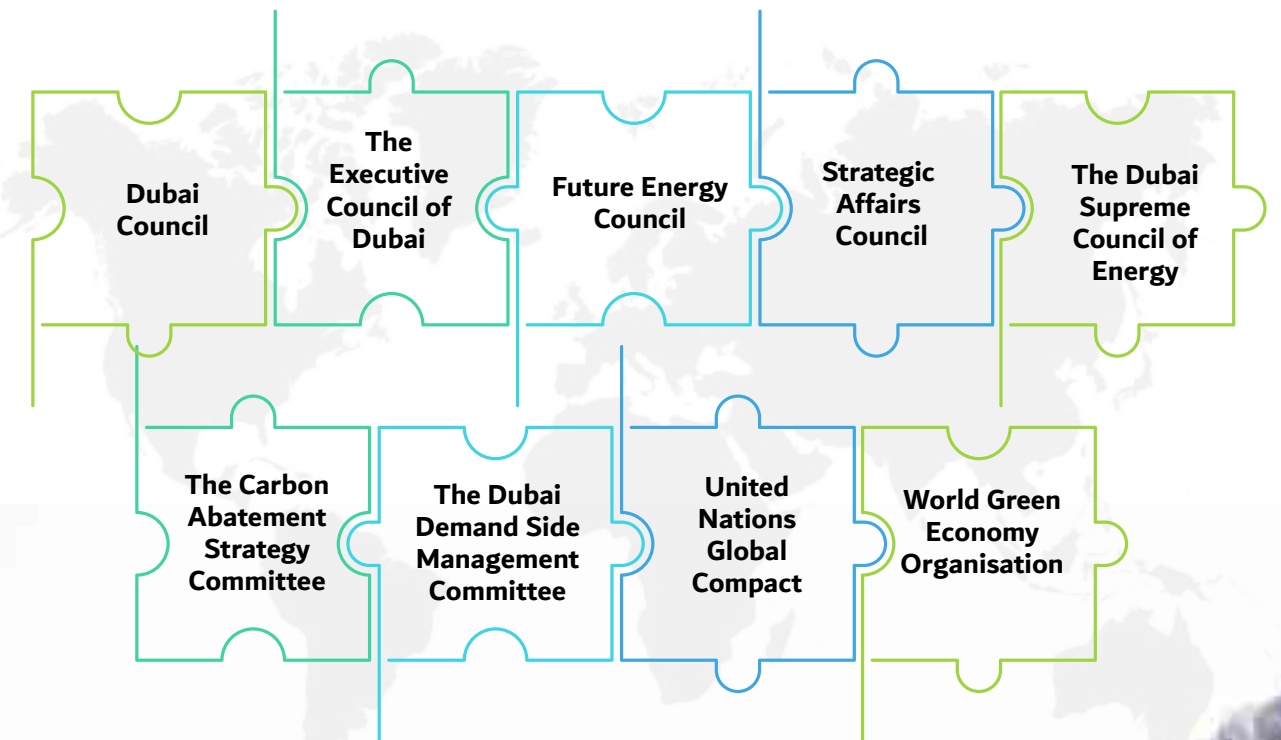 Dubai
Council
The
Executive
Council of
Dubai
Future Energy
Council
Strategic
Affairs
Council
The Dubai
Supreme
Council of
Energy
The Carbon
Abatement
Strategy
Committee
The Dubai
Demand Side
Management
Committee
United
Nations
Global
Compact
World Green
Economy
Organisation